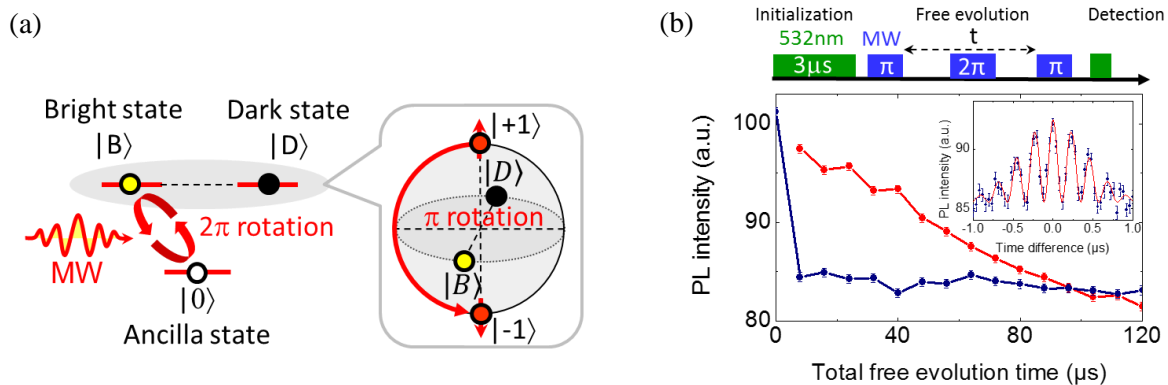 (a)
Bright state
Dark state
|B⟩
|D⟩
2π rotation
MW
|0⟩
Ancilla state
|+1⟩
|D⟩
π rotation
|B⟩
|-1⟩
(b)
Initialization
Free evolution
Detection
532nm
MW
t
3μs
π
2π
π
PL intensity (a.u.)
100
90
80
0
40
80
120
Total free evolution time (μs)
PL intensity (a.u.)
90
85
-1.0
-0.5
0.0
0.5
1.0
Time difference (μs)